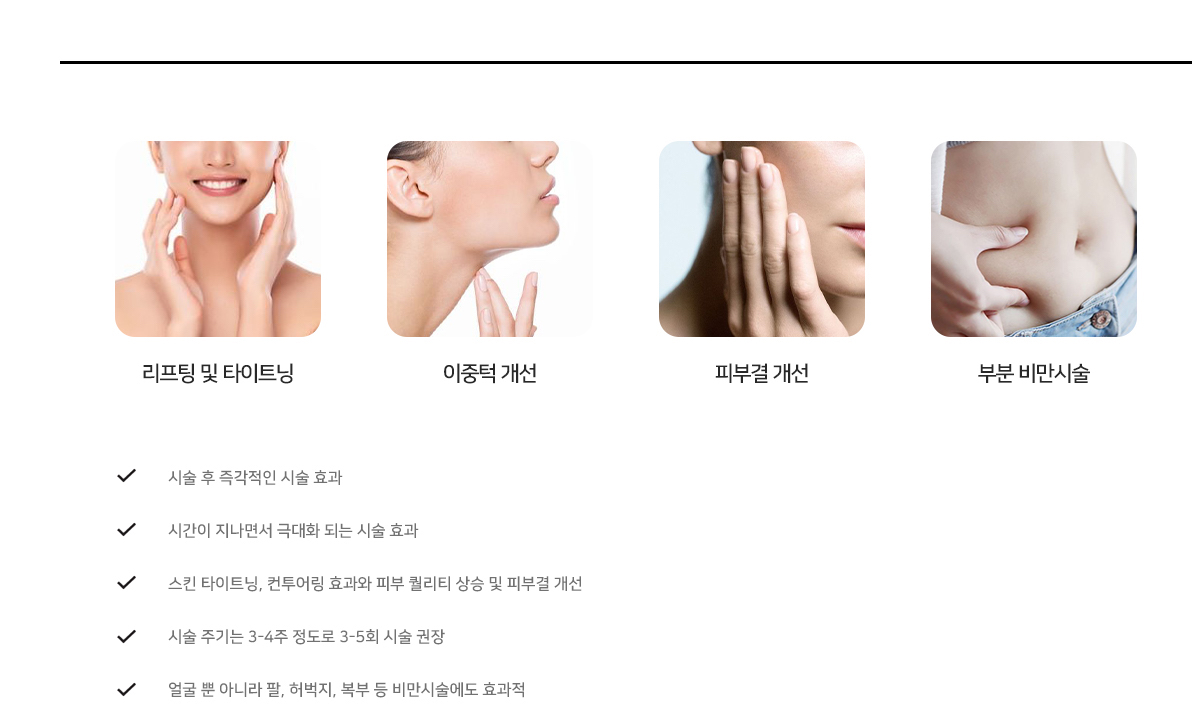 리프팅 및 타이트닝
이중턱 개선
피부결 개선
부분 비만시술
시술 후 즉각적인 시술 효과
시간이 지나면서 극대화 되는 시술 효과
스킨 타이트닝, 컨투어링 효과와 피부 퀄리티 상승 및 피부결 개선
시술 주기는 3-4주 정도로 3-5회 시술 권장
얼굴 뿐 아니라 팔, 허벅지, 복부 등 비만시술에도 효과적